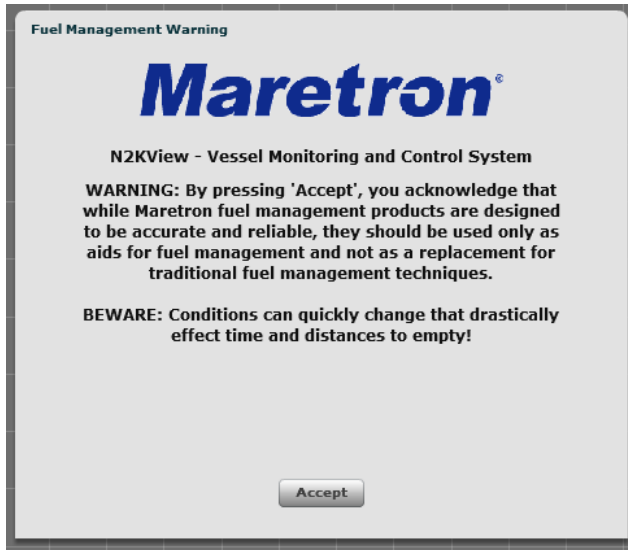 Fuel Management Warning
Maretron®
N2KView - Vessel Monitoring and Control System
WARNING: By pressing 'Accept', you acknowledge that
while Maretron fuel management products are designed
to be accurate and reliable, they should be used only as
aids for fuel management and not as a replacement for
traditional fuel management techniques.
BEWARE: Conditions can quickly change that drastically
effect time and distances to empty!
Accept